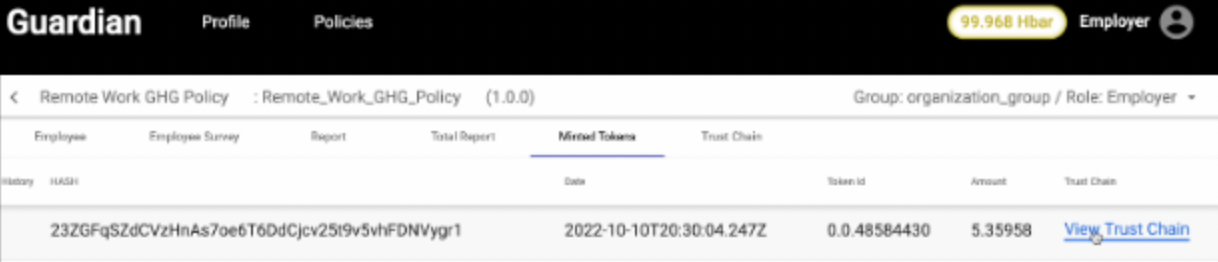 Guardian Profile Policies 99.968 Hbar Employer
Remote Work GHG Policy : Remote_Work_GHG_Policy (1.0.0) Group: organization_group / Role: Employer
Employee Employee Survey Report Total Report Minted Tokens Trust Chain
History HASH Date Token Id Amount Trust Chain
23ZGFqSZdCVzHnAs7oe6T6DdCjcv25t9v5vhFDNVygr1 2022-10-10T20:30:04.247Z 0.0.48584430 5.35958 View Trust Chain